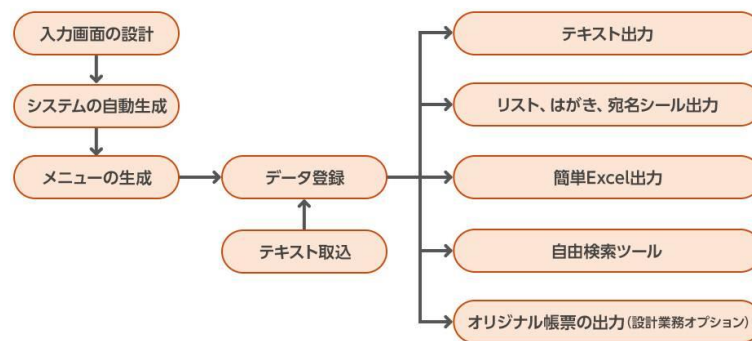 入力画面の設計
システムの自動生成
メニューの生成
データ登録
テキスト取込
テキスト出力
リスト、はがき、宛名シール出力
簡単Excel出力
自由検索ツール
オリジナル帳票の出力(設計業務オプション)